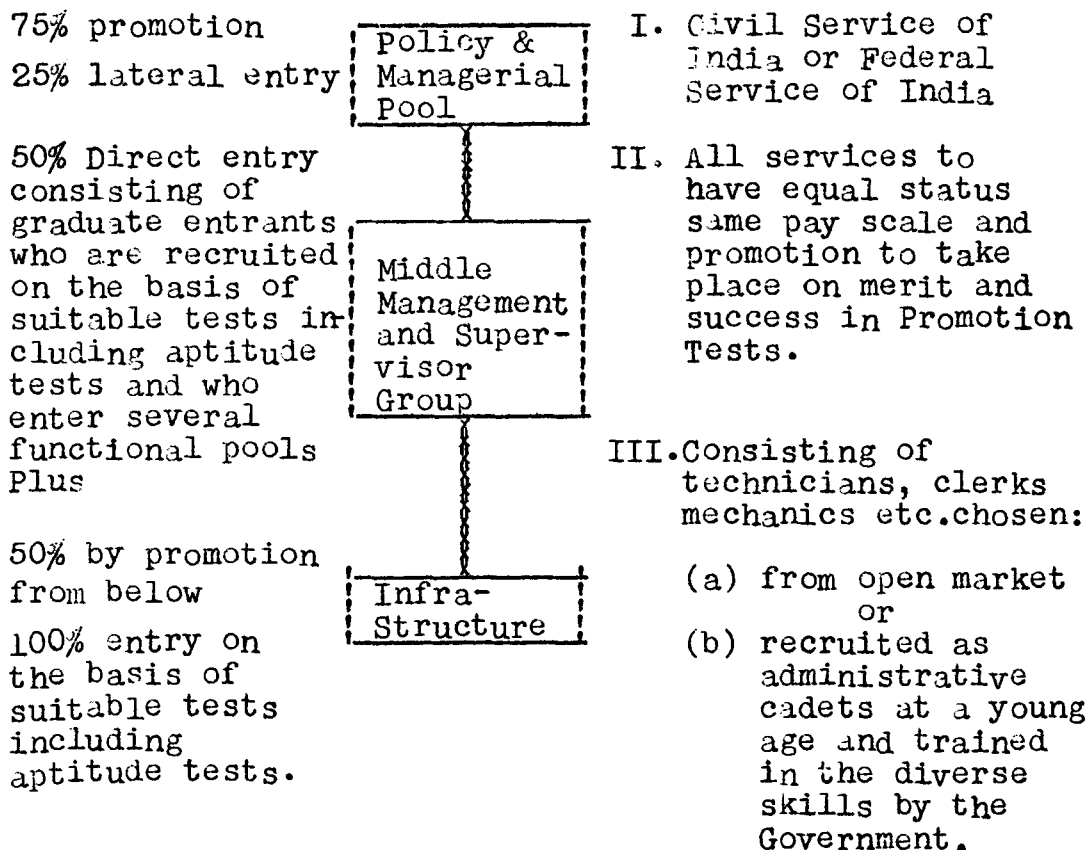 75% promotion
25% lateral entry
Policy &
Managerial
Pool
I. Civil Service of
India or Federal
Service of India
50% Direct entry
consisting of
graduate entrants
who are recruited
on the basis of
suitable tests in-
cluding aptitude
tests and who
enter several
functional pools
Plus
50% by promotion
from below
Middle
Management
and Super-
visor
Group
II. All services to
have equal status
same pay scale and
promotion to take
place on merit and
success in Promotion
Tests.
100% entry on
the basis of
suitable tests
including
aptitude tests.
Infra-
Structure
III.Consisting of
technicians, clerks
mechanics etc.chosen:
(a) from open market
or
(b) recruited as
administrative
cadets at a young
age and trained
in the diverse
skills by the
Government.